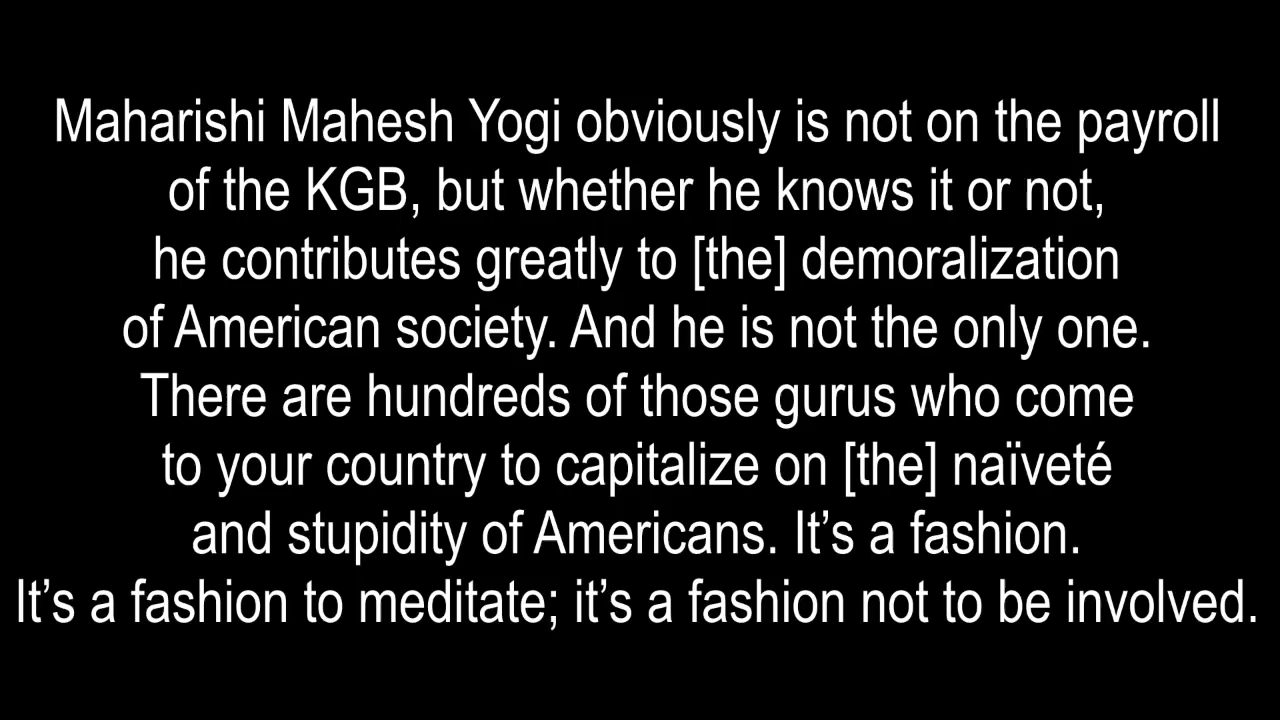 Maharishi Mahesh Yogi obviously is not on the payroll
of the KGB, but whether he knows it or not,
he contributes greatly to [the] demoralization
of American society. And he is not the only one.
There are hundreds of those gurus who come
to your country to capitalize on [the] naïveté
and stupidity of Americans. It’s a fashion.
It’s a fashion to meditate; it’s a fashion not to be involved.